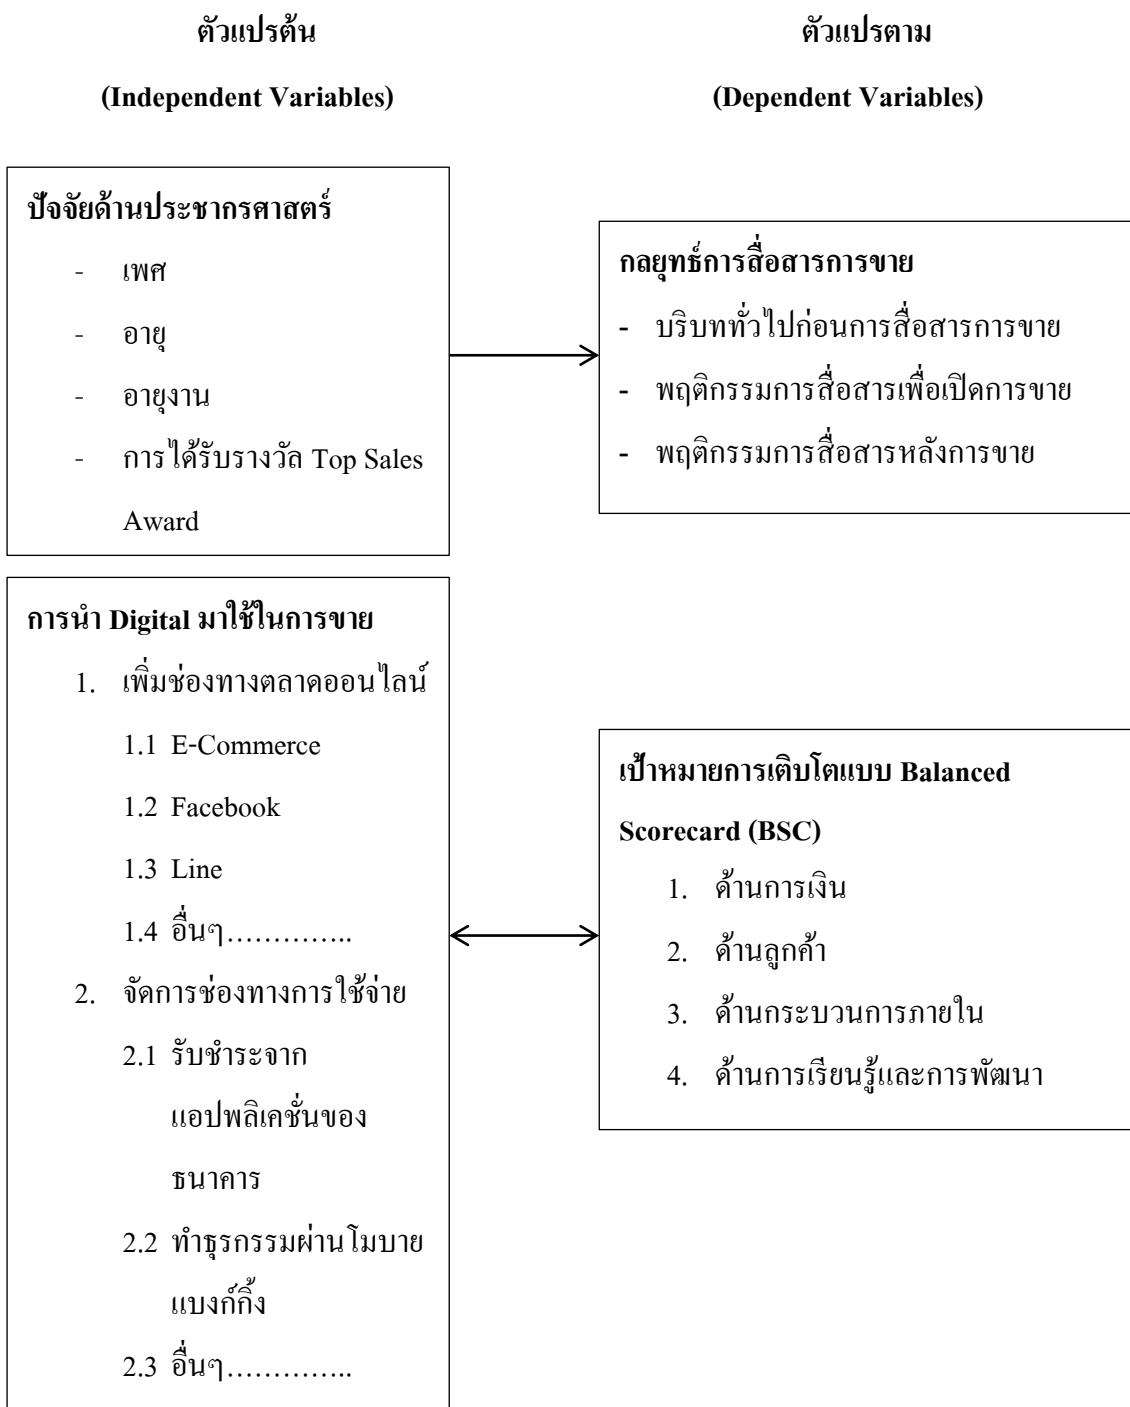 ตัวแปรต้น
(Independent Variables)
ตัวแปรตาม
(Dependent Variables)
ปัจจัยด้านประชากรศาสตร์
- เพศ
- อายุ
- อายุงาน
- การได้รับรางวัล Top Sales
Award
กลยุทธ์การสื่อสารการขาย
- บริบททั่วไปก่อนการสื่อสารการขาย
- พฤติกรรมการสื่อสารเพื่อเปิดการขาย
- พฤติกรรมการสื่อสารหลังการขาย
การนำ Digital มาใช้ในการขาย
1. เพิ่มช่องทางตลาดออนไลน์
1.1 E-Commerce
1.2 Facebook
1.3 Line
1.4 อื่นๆ…………..
2. จัดการช่องทางการใช้จ่าย
2.1 รับชำระจาก
แอปพลิเคชั่นของ
ธนาคาร
2.2 ทำธุรกรรมผ่านโมบาย
แบงก์กิ้ง
2.3 อื่นๆ…………..
เป้าหมายการเติบโตแบบ Balanced
Scorecard (BSC)
1. ด้านการเงิน
2. ด้านลูกค้า
3. ด้านกระบวนการภายใน
4. ด้านการเรียนรู้และการพัฒนา